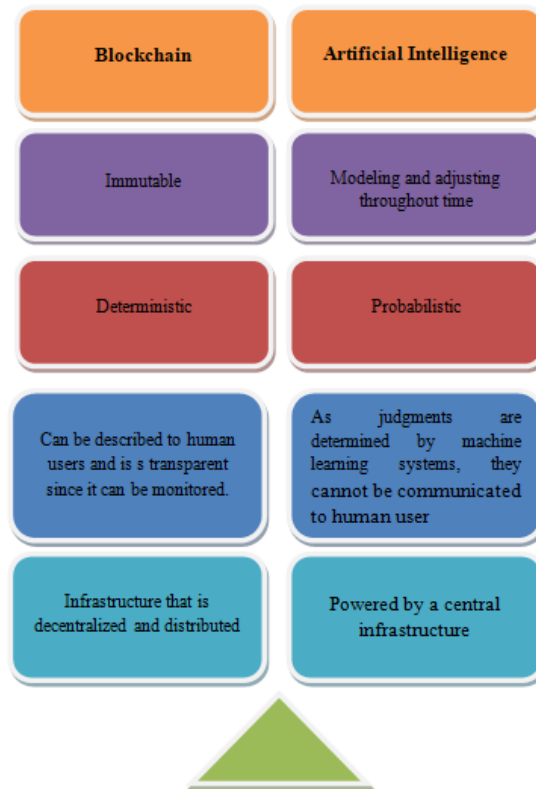 Blockchain
Artificial Intelligence
Immutable
Modeling and adjusting
throughout time
Deterministic
Probabilistic
Can be described to human
users and is s transparent
since it can be monitored.
As judgments are
determined by machine
learning systems, they
cannot be communicated
to human user
Infrastructure that is
decentralized and distributed
Powered by a central
infrastructure